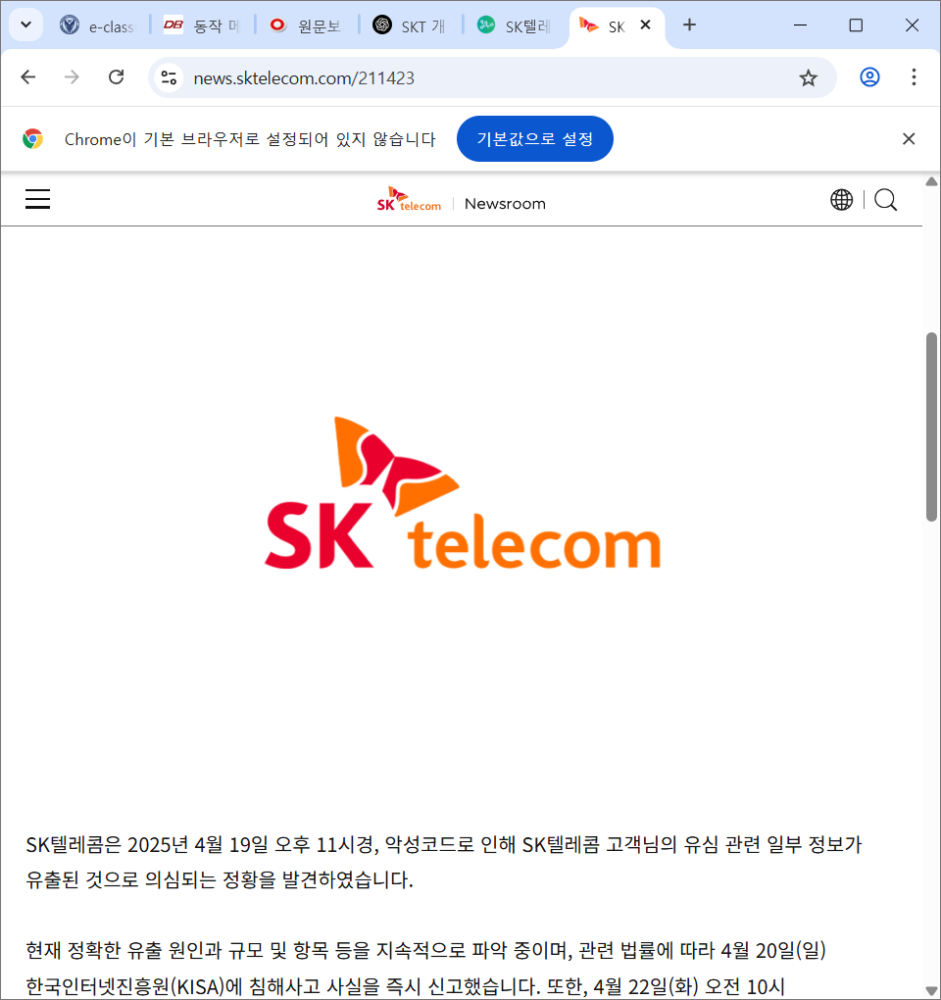 e-class
동작
원문보
SKT 개
SK텔레
SK
news.sktelecom.com/211423
Chrome이 기본 브라우저로 설정되어 있지 않습니다
기본값으로 설정
SK telecom
Newsroom
SK telecom
SK텔레콤은 2025년 4월 19일 오후 11시경, 악성코드로 인해 SK텔레콤 고객님의 유심 관련 일부 정보가
유출된 것으로 의심되는 정황을 발견하였습니다.
현재 정확한 유출 원인과 규모 및 항목 등을 지속적으로 파악 중이며, 관련 법률에 따라 4월 20일(일)
한국인터넷진흥원(KISA)에 침해사고 사실을 즉시 신고했습니다. 또한, 4월 22일(화) 오전 10시